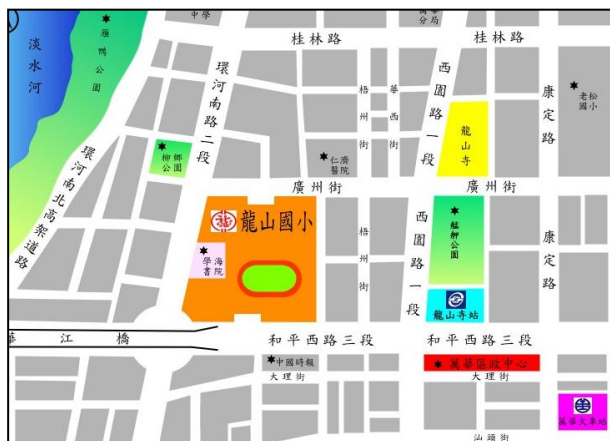 中學
分局
雁鴨公園
淡水河
桂林路
桂林路
環河南路二段
梧州街
華西街
西園路一段
康定路
老松國小
龍山寺
柳鄉公園
仁濟醫院
環河南北高架道路
廣州街
廣州街
龍山國小
學海書院
梧州街
西園路一段
艋舺公園
康定路
龍山寺站
華江橋
和平西路三段
和平西路三段
中國時報
萬華區政中心
大理街
大理街
萬華火車站
汕頭街